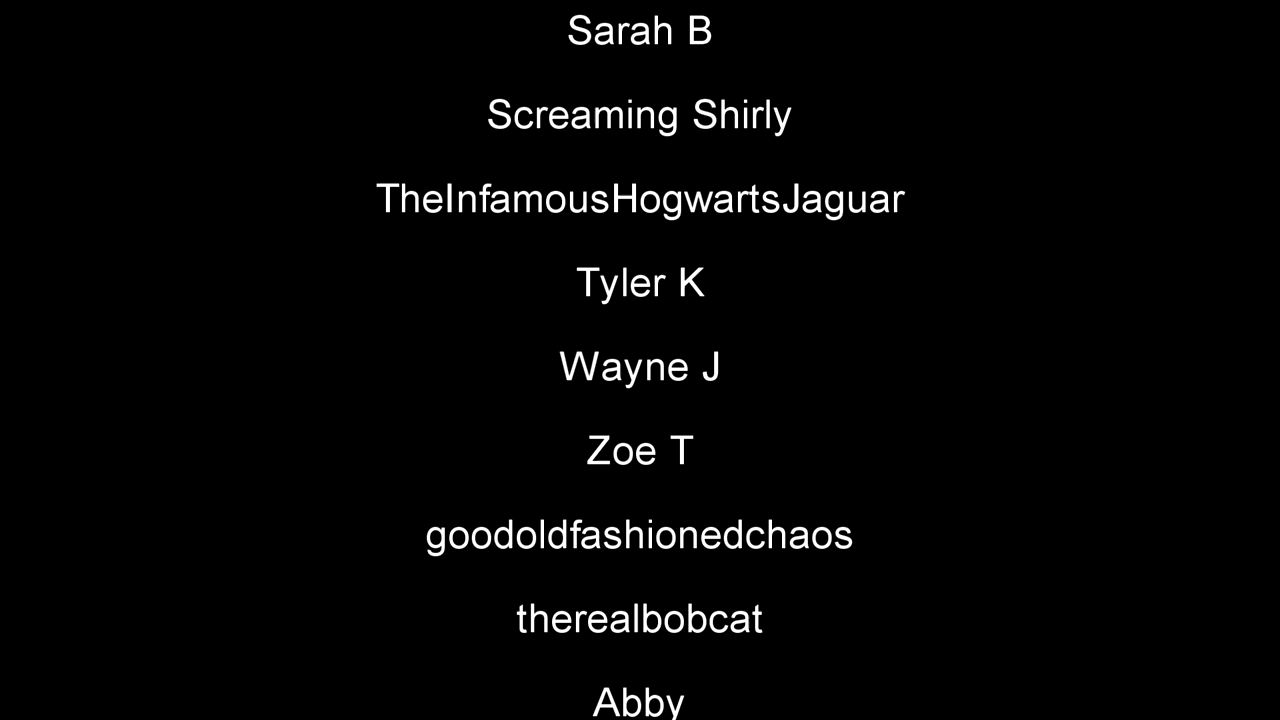 Sarah B
Screaming Shirly
TheInfamousHogwartsJaguar
Tyler K
Wayne J
Zoe T
goodoldfashionedchaos
therealbobcat
Abby